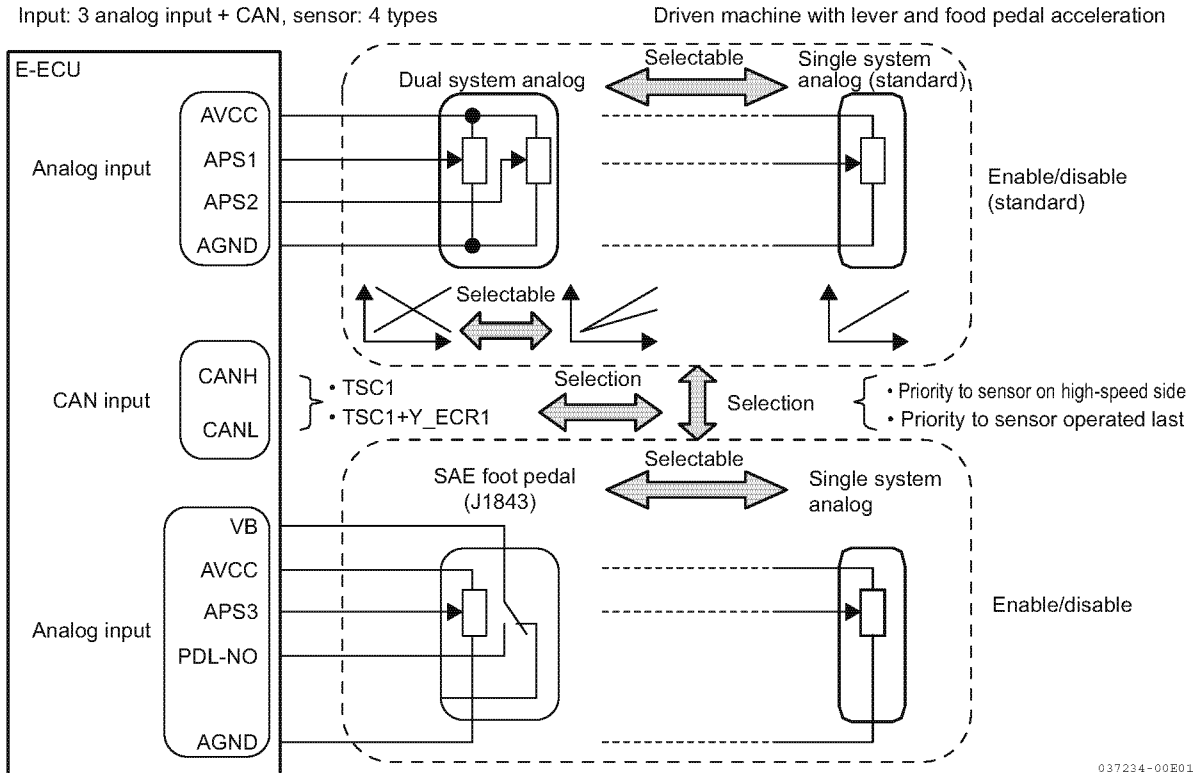 Input: 3 analog input + CAN, sensor: 4 types
Driven machine with lever and food pedal acceleration
E-ECU
Dual system analog
Selectable
Single system
analog (standard)
Analog input
AVCC
APS1
APS2
AGND
Enable/disable
(standard)
Selectable
CAN input
CANH
CANL
• TSC1
• TSC1+Y_ECR1
Selection
Selection
• Priority to sensor on high-speed side
• Priority to sensor operated last
SAE foot pedal
(J1843)
Selectable
Single system
analog
Analog input
VB
AVCC
APS3
PDL-NO
AGND
Enable/disable
037234-00E01